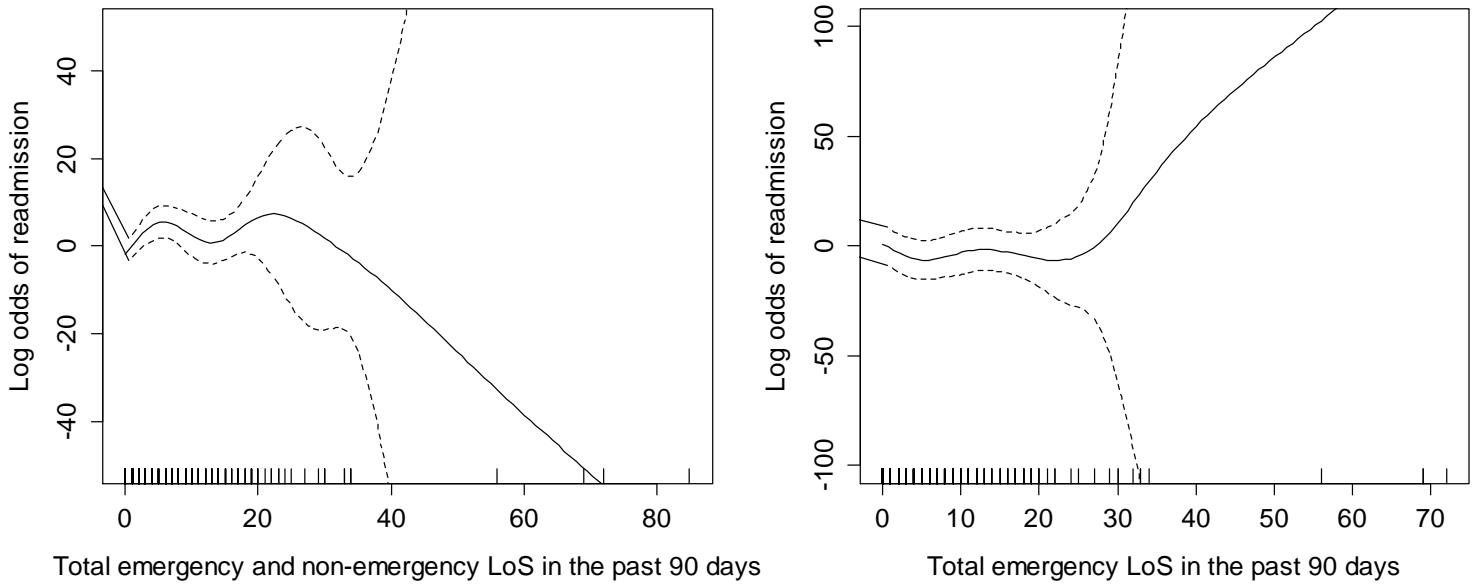 Log odds of readmission
40
20
0
-20
-40
0 20 40 60 80
Total emergency and non-emergency LoS in the past 90 days
Log odds of readmission
100
50
0
-50
-100
0 10 20 30 40 50 60 70
Total emergency LoS in the past 90 days